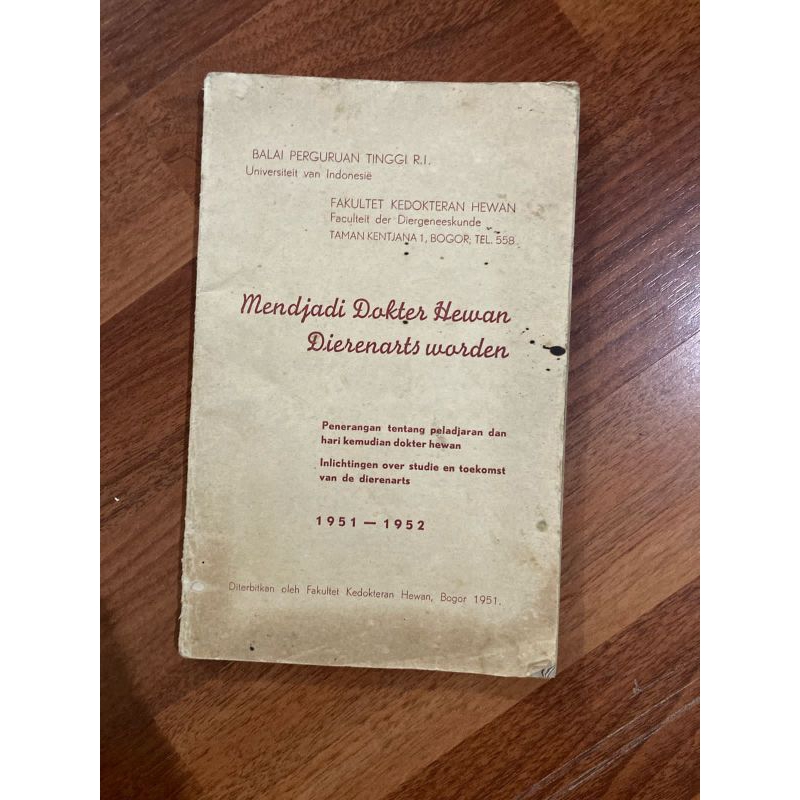 BALAI PERGURUAN TINGGI R.I.
Universiteit van Indonesië
FAKULTET KEDOKTERAN HEWAN
Faculteit der Diergeneeskunde
TAMAN KENTJANA 1, BOGOR; TEL. 558.
Mendjadi Dokter Hewan
Dierenarts worden
Penerangan tentang peladjaran dan
hari kemudian dokter hewan
Inlichtingen over studie en toekomst
van de dierenarts
1951 — 1952
Diterbitkan oleh Fakultet Kedokteran Hewan, Bogor 1951.